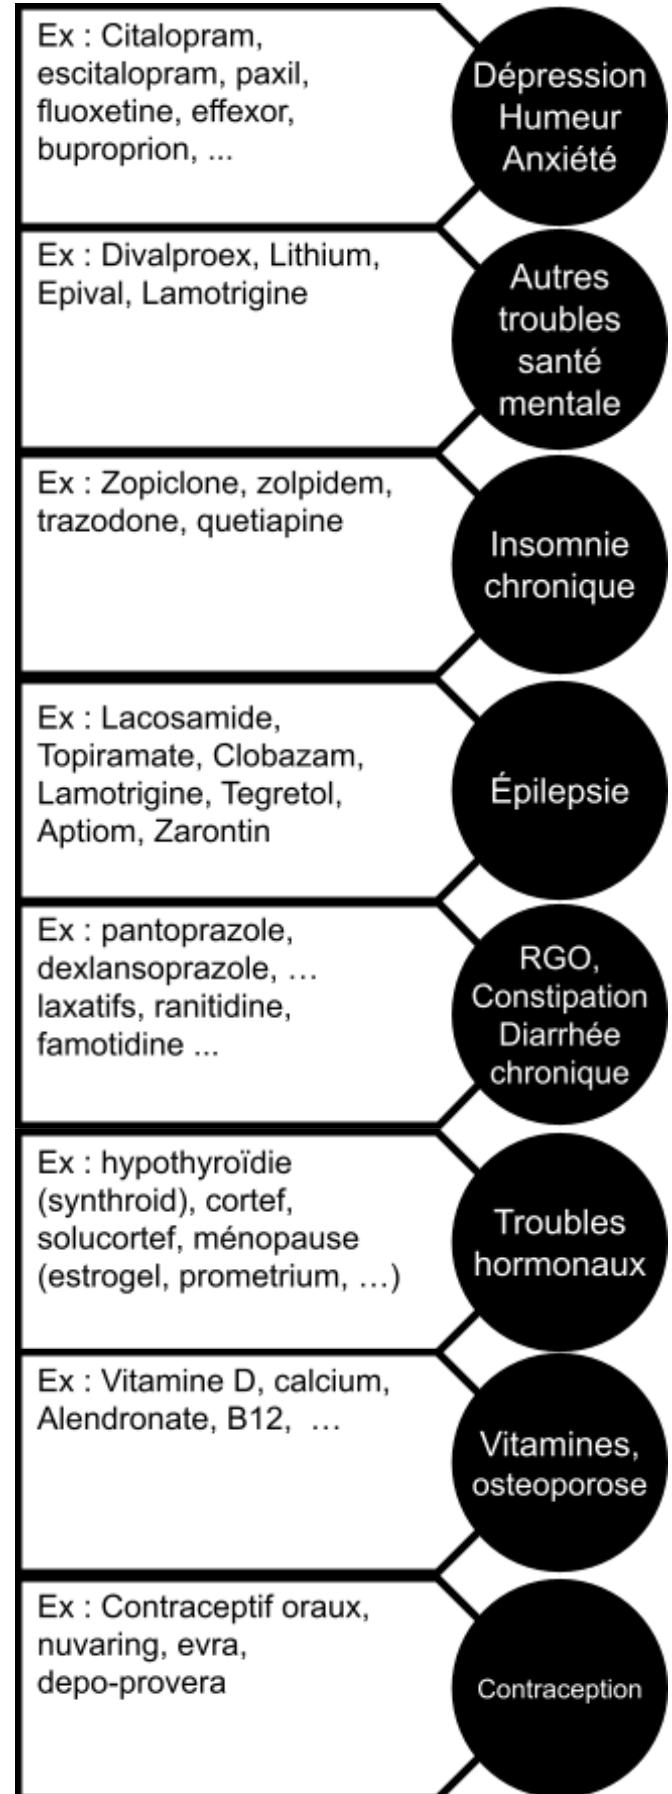 Ex : Citalopram,
escitalopram, paxil,
fluoxetine, effexor,
buproprion, ...
Dépression
Humeur
Anxiété
Ex : Divalproex, Lithium,
Epival, Lamotrigine
Autres
troubles
santé
mentale
Ex : Zopiclone, zolpidem,
trazodone, quetiapine
Insomnie
chronique
Ex : Lacosamide,
Topiramate, Clobazam,
Lamotrigine, Tegretol,
Aptiom, Zarontin
Épilepsie
Ex : pantoprazole,
dexlansoprazole, …
laxatifs, ranitidine,
famotidine ...
RGO,
Constipation
Diarrhée
chronique
Ex : hypothyroïdie
(synthroid), cortef,
solucortef, ménopause
(estrogel, prometrium, …)
Troubles
hormonaux
Ex : Vitamine D, calcium,
Alendronate, B12,  …
Vitamines,
osteoporose
Ex : Contraceptif oraux,
nuvaring, evra,
depo-provera
Contraception